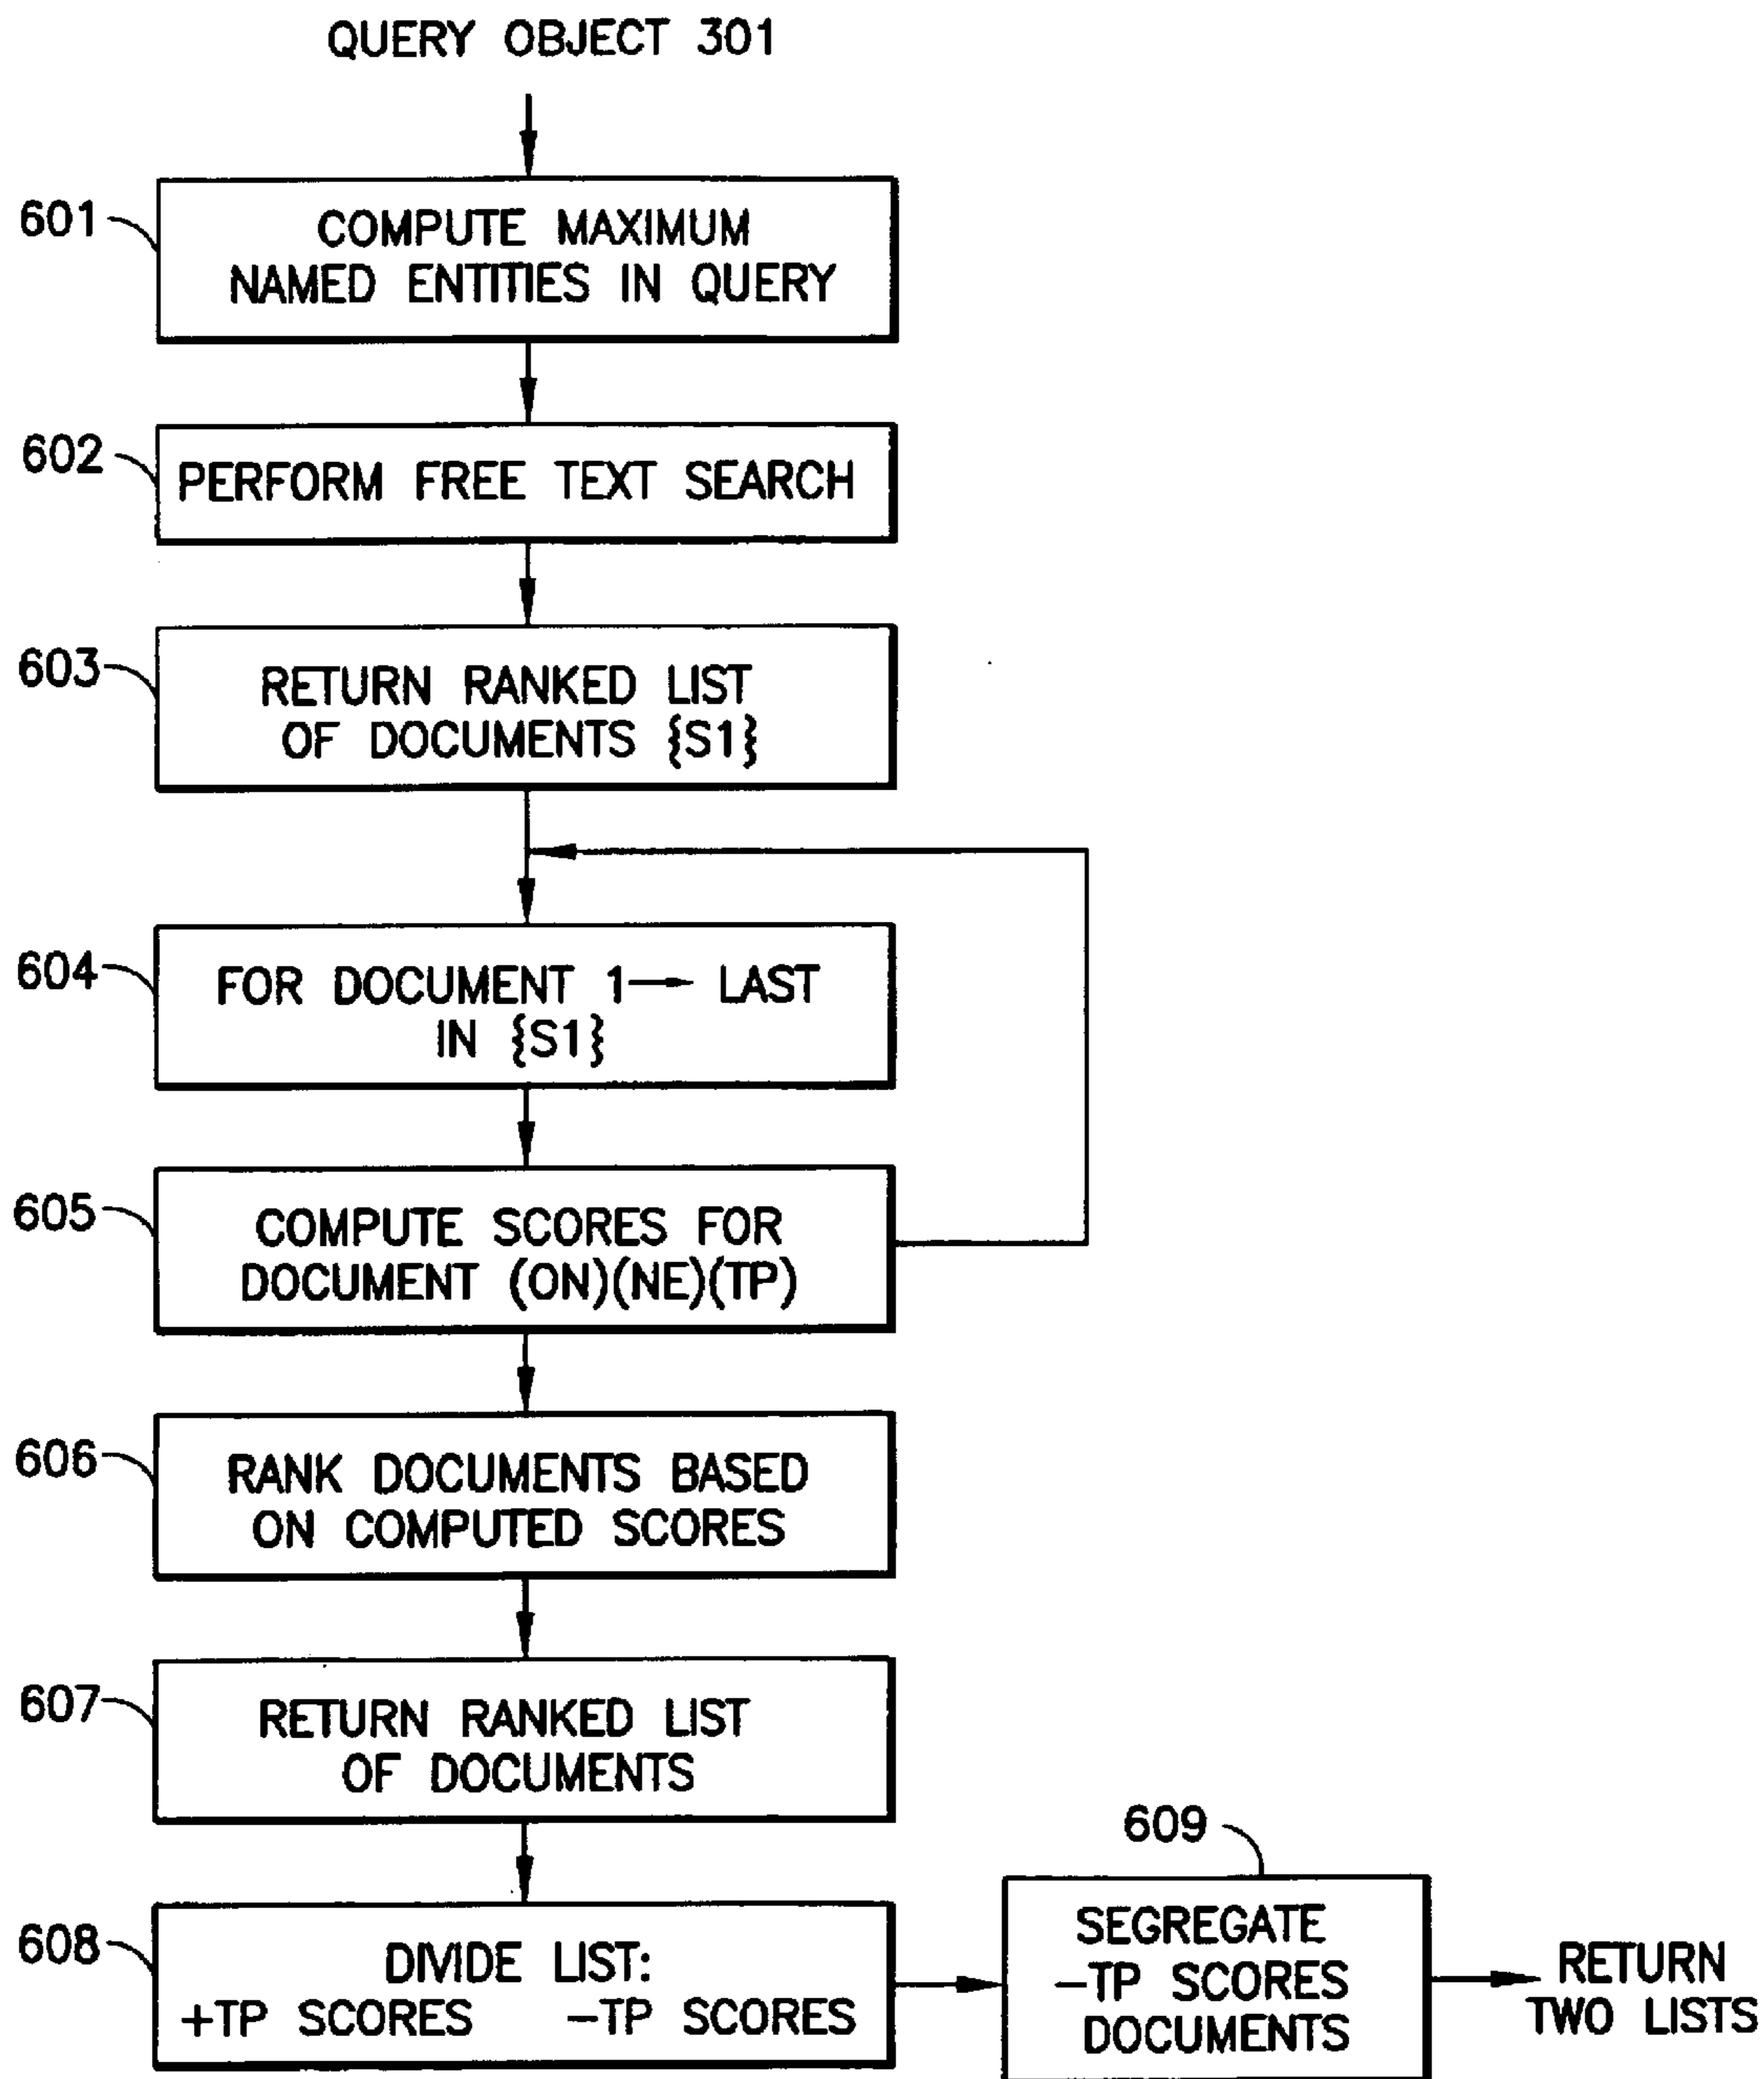 QUERY OBJECT 301
601
COMPUTE MAXIMUM
NAMED ENTITIES IN QUERY
602
PERFORM FREE TEXT SEARCH
603
RETURN RANKED LIST
OF DOCUMENTS {S1}
604
FOR DOCUMENT 1→ LAST
IN {S1}
605
COMPUTE SCORES FOR
DOCUMENT (ON)(NE)(TP)
606
RANK DOCUMENTS BASED
ON COMPUTED SCORES
607
RETURN RANKED LIST
OF DOCUMENTS
608
DIVIDE LIST:
+TP SCORES −TP SCORES
609
SEGREGATE
−TP SCORES
DOCUMENTS
RETURN
TWO LISTS